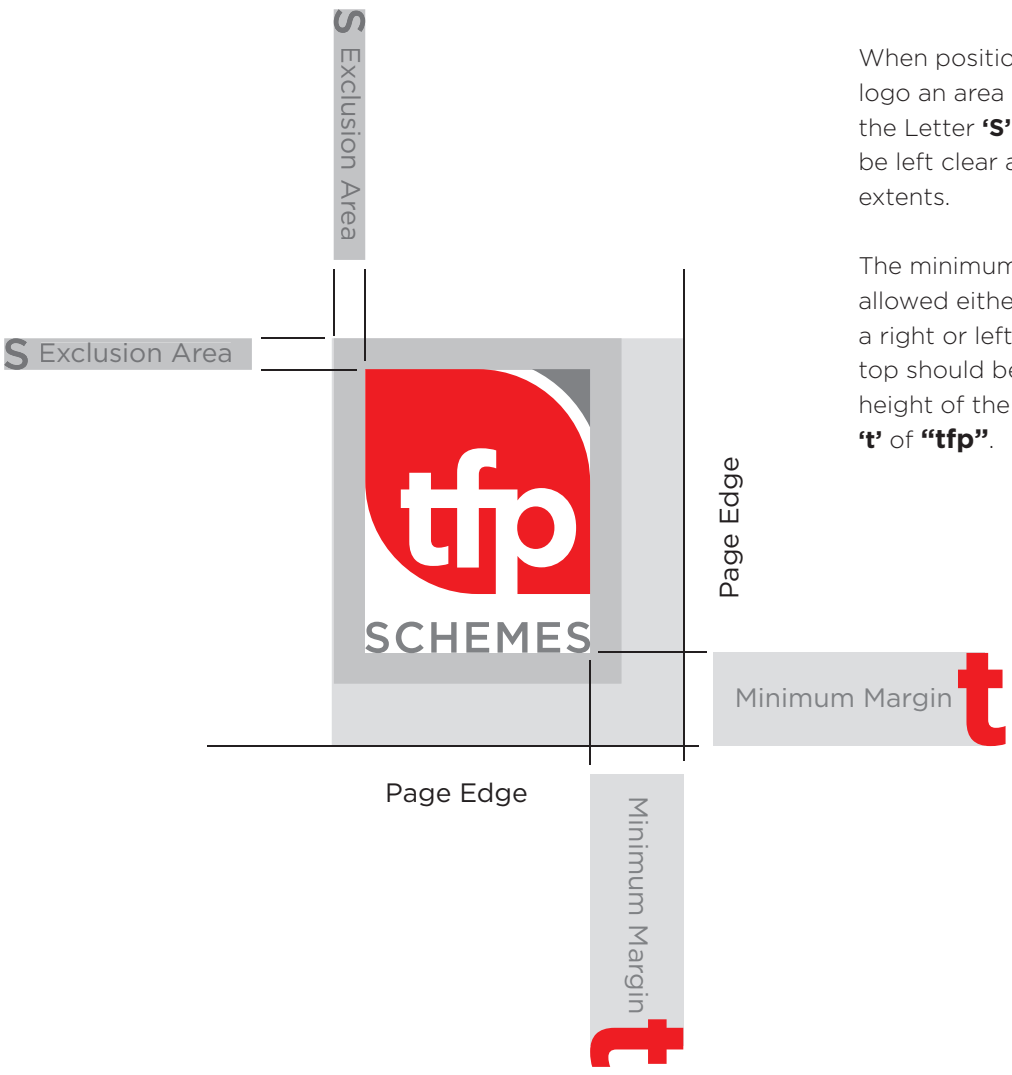 S Exclusion Area
When positio
logo an area
the Letter ‘S’
be left clear a
extents.
The minimum
allowed eithe
a right or left
top should be
height of the
‘t’ of “tfp”.
S Exclusion Area
tfp
SCHEMES
Page Edge
Minimum Margin t
Page Edge
Minimum Margin t